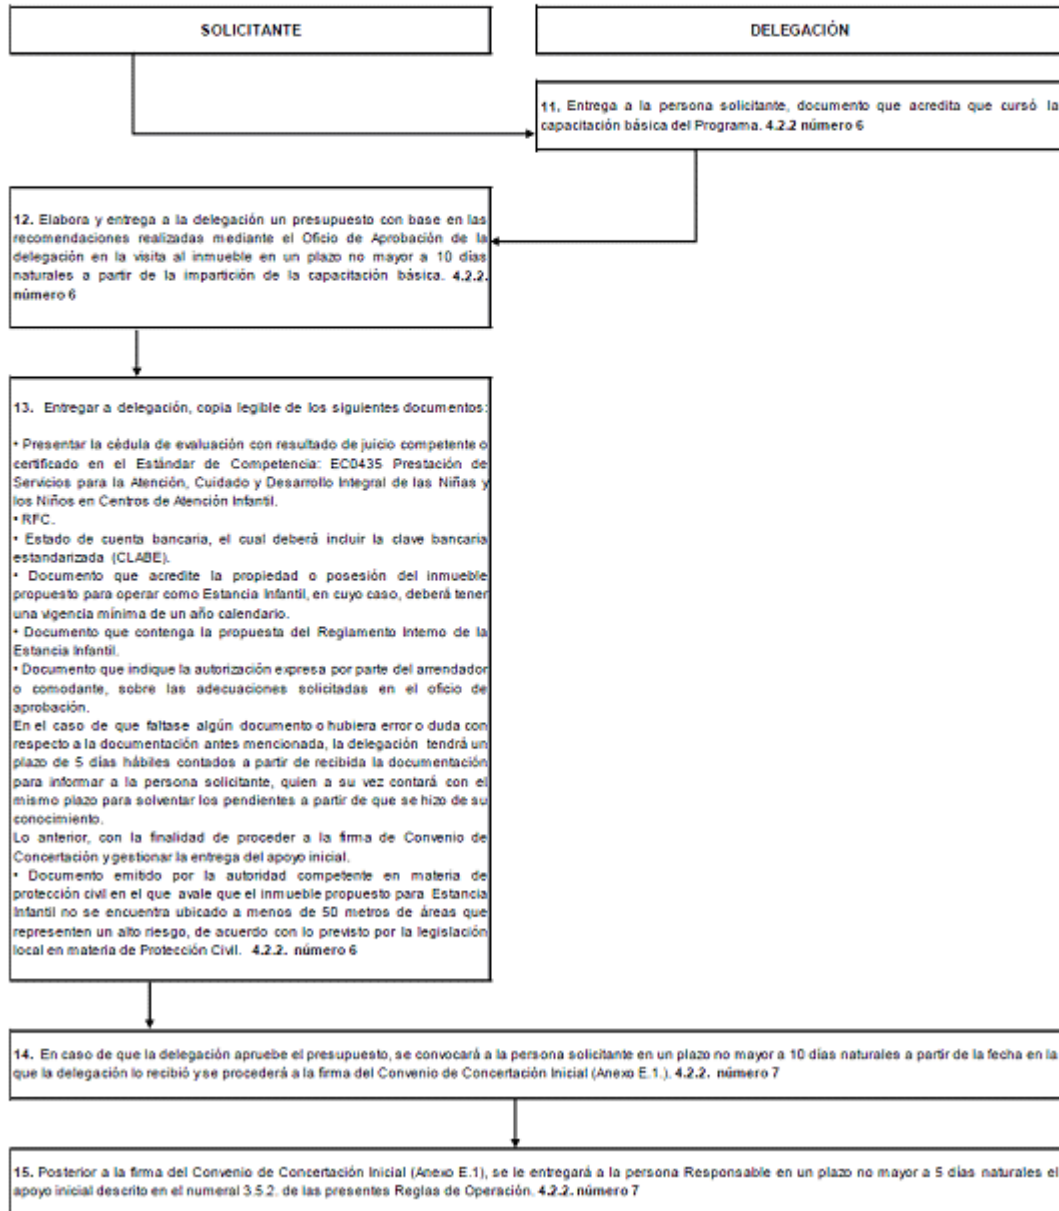 SOLICITANTE
DELEGACIÓN
11. Entrega a la persona solicitante, documento que acredita que cursó la
capacitación básica del Programa. 4.2.2 número 6
12. Elabora y entrega a la delegación un presupuesto con base en las
recomendaciones realizadas mediante el Oficio de Aprobación de la
delegación en la visita al inmueble en un plazo no mayor a 10 días
naturales a partir de la impartición de la capacitación básica. 4.2.2.
número 6
13. Entregar a delegación, copia legible de los siguientes documentos:
• Presentar la cédula de evaluación con resultado de juicio competente o
certificado en el Estándar de Competencia: EC0435 Prestación de
Servicios para la Atención, Cuidado y Desarrollo Integral de las Niñas y
los Niños en Centros de Atención Infantil.
• RFC.
• Estado de cuenta bancaria, el cual deberá incluir la clave bancaria
estandarizada (CLABE).
• Documento que acredite la propiedad o posesión del inmueble
propuesto para operar como Estancia Infantil, en cuyo caso, deberá tener
una vigencia mínima de un año calendario.
• Documento que contenga la propuesta del Reglamento Interno de la
Estancia Infantil.
• Documento que indique la autorización expresa por parte del arrendador
o comodante, sobre las adecuaciones solicitadas en el oficio de
aprobación.
En el caso de que faltase algún documento o hubiera error o duda con
respecto a la documentación antes mencionada, la delegación tendrá un
plazo de 5 días hábiles contados a partir de recibida la documentación
para informar a la persona solicitante, quien a su vez contará con el
mismo plazo para solventar los pendientes a partir de que se hizo de su
conocimiento.
Lo anterior, con la finalidad de proceder a la firma de Convenio de
Concertación y gestionar la entrega del apoyo inicial.
• Documento emitido por la autoridad competente en materia de
protección civil en el que avale que el inmueble propuesto para Estancia
Infantil no se encuentra ubicado a menos de 50 metros de áreas que
representen un alto riesgo, de acuerdo con lo previsto por la legislación
local en materia de Protección Civil. 4.2.2. número 6
14. En caso de que la delegación apruebe el presupuesto, se convocará a la persona solicitante en un plazo no mayor a 10 días naturales a partir de la fecha en la
que la delegación lo recibió y se procederá a la firma del Convenio de Concertación Inicial (Anexo E.1.). 4.2.2. número 7
15. Posterior a la firma del Convenio de Concertación Inicial (Anexo E.1), se le entregará a la persona Responsable en un plazo no mayor a 5 días naturales el
apoyo inicial descrito en el numeral 3.5.2. de las presentes Reglas de Operación. 4.2.2. número 7